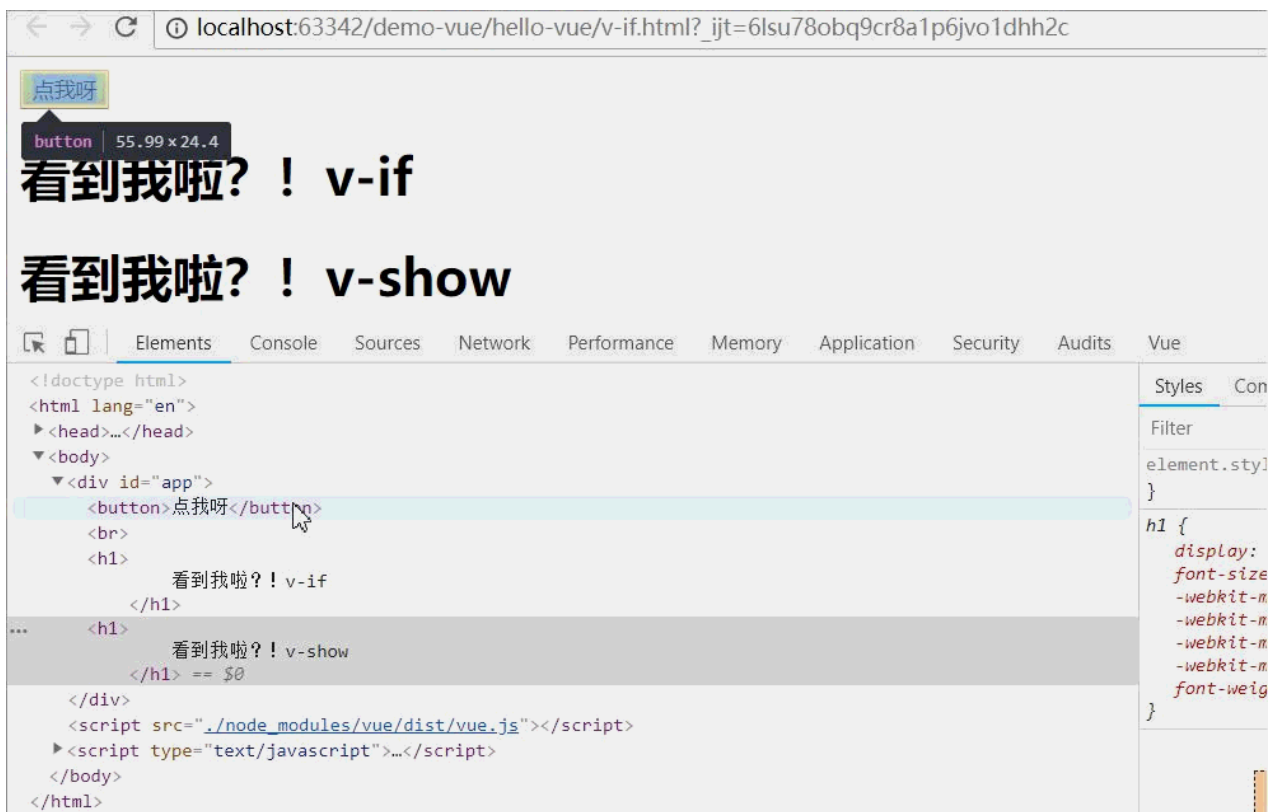 localhost:63342/demo-vue/hello-vue/v-if.html?_ijt=6lsu78obq9cr8a1p6jvo1dhh2c
点我呀
button 55.99×24.4
看到我啦？！v-if
看到我啦？！v-show
Elements Console Sources Network Performance Memory Application Security Audits Vue
<!doctype html>
<html lang="en">
<head>…</head>
<body>
<div id="app">
<button>点我呀</button>
<br>
<h1>
看到我啦？！v-if
</h1>
<h1>
看到我啦？！v-show
</h1> == $0
</div>
<script src="./node_modules/vue/dist/vue.js"></script>
<script type="text/javascript">…</script>
</body>
</html>
Styles Con
Filter
element.styl
}
h1 {
display:
font-size
-webkit-m
-webkit-m
-webkit-m
-webkit-m
font-weig
}